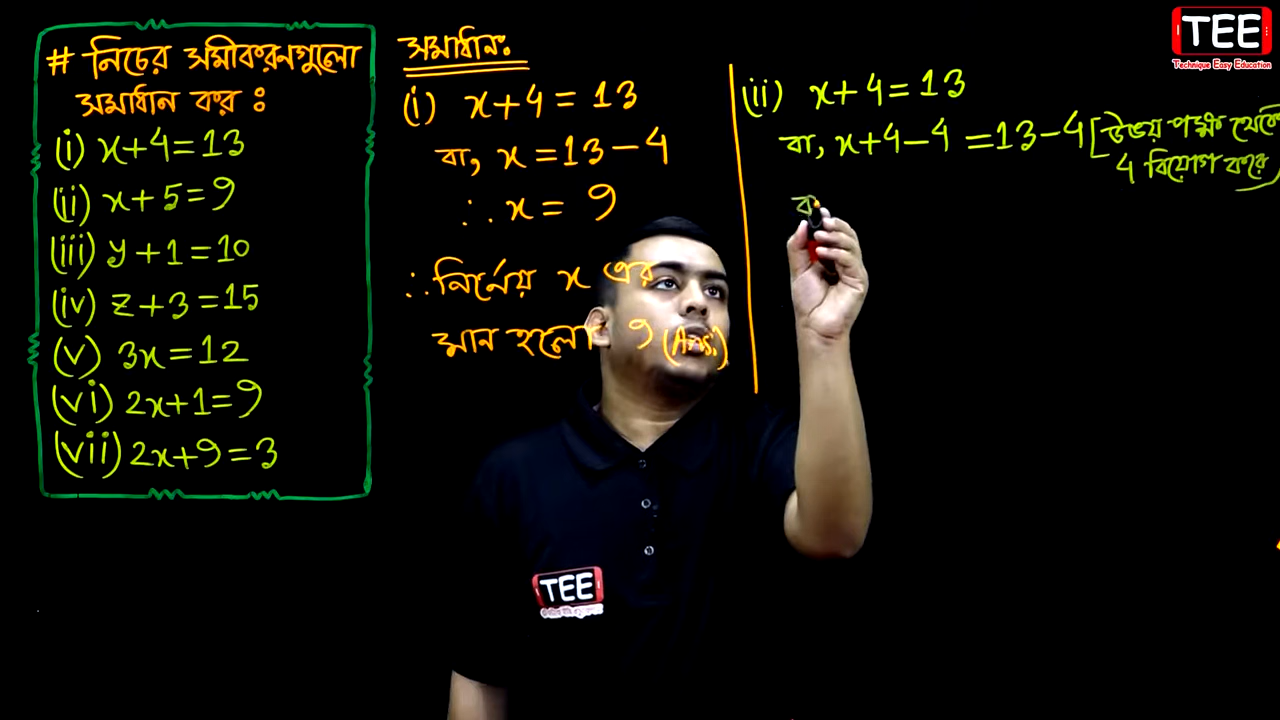 # নিচের সমীকরণগুলো
সমাধান কর :
(i) x+4=13
(ii) x+5=9
(iii) y+1=10
(iv) z+3=15
(v) 3x=12
(vi) 2x+1=9
(vii) 2x+9=3
সমাধান:
(i) x+4=13
বা, x=13-4
∴ x= 9
∴ নির্ণেয় x এর
মান হলো 9 (Ans:)
(ii) x+4=13
বা, x+4-4 =13-4 [উভয় পক্ষ থেকে
4 বিয়োগ করে
ব
TEE
Technique Easy Education
TEE